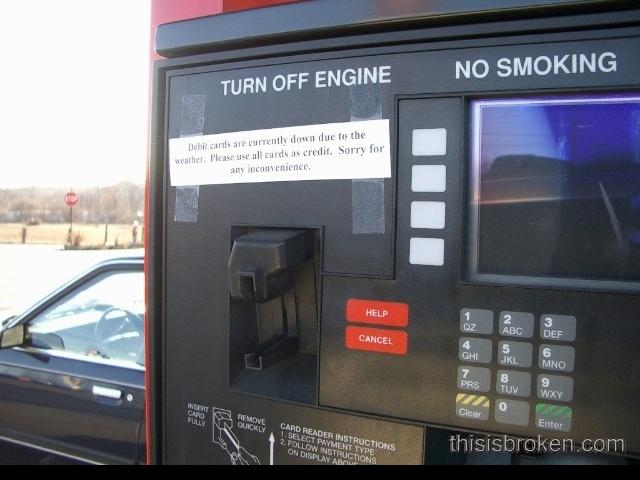 TURN OFF ENGINE
NO SMOKING
Debit cards are currently down due to the
weather. Please use all cards as credit. Sorry for
any inconvenience.
STOP
HELP
CANCEL
1 QZ
2 ABC
3 DEF
4 GHI
5 JKL
6 MNO
7 PRS
8 TUV
9 WXY
Clear
0
Enter
INSERT
CARD
FULLY
REMOVE
QUICKLY
CARD READER INSTRUCTIONS
1. SELECT PAYMENT TYPE
2. FOLLOW INSTRUCTIONS
ON DISPLAY ABOVE
thisisbroken.com